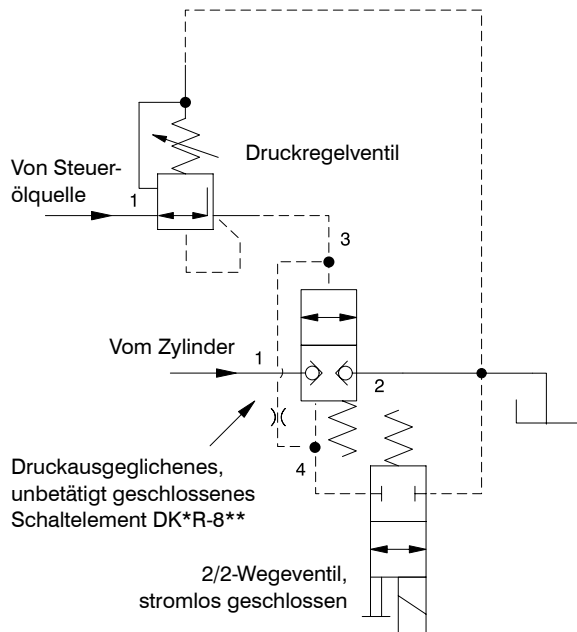 Druckregelventil
Von Steuer-
ölquelle
1
3
Vom Zylinder
1
2
4
Druckausgeglichenes,
unbetätigt geschlossenes
Schaltelement DK*R-8**
2/2-Wegeventil,
stromlos geschlossen